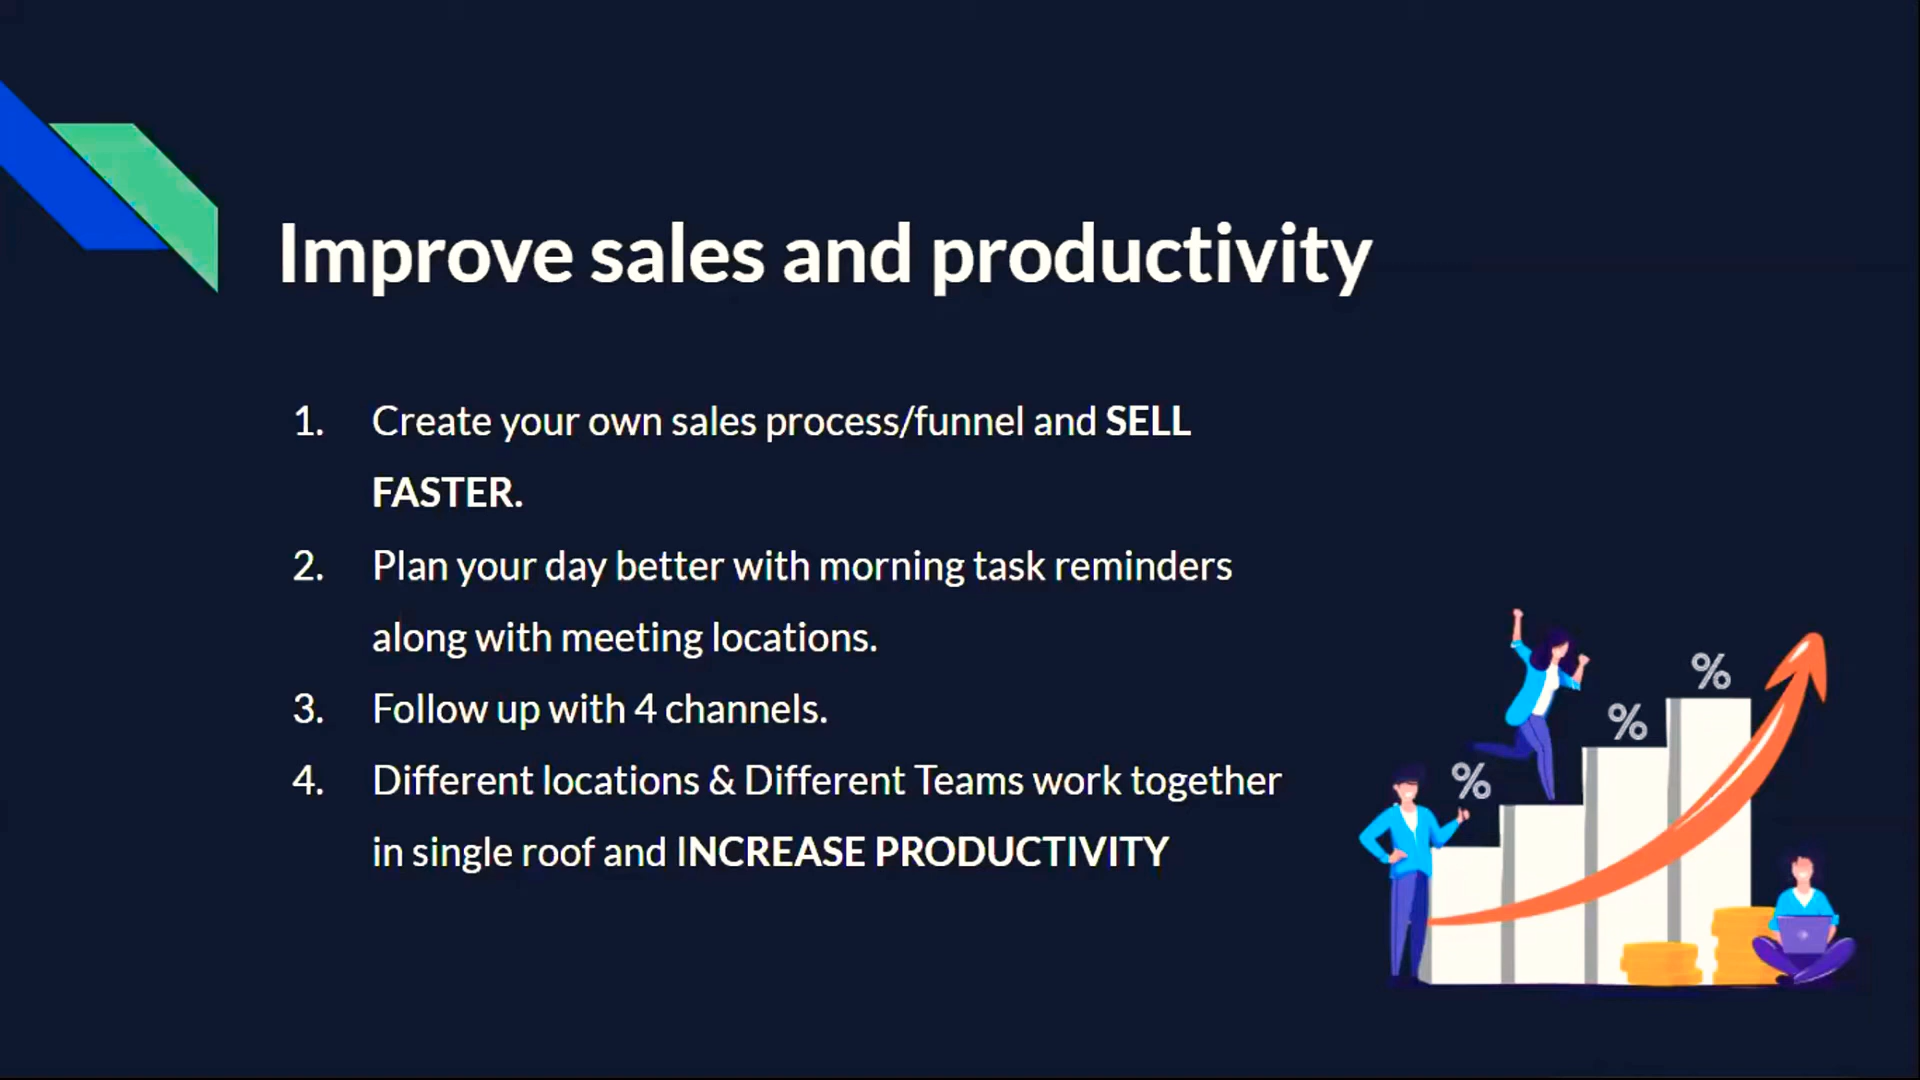 Improve sales and productivity
1. Create your own sales process/funnel and SELL
FASTER.
2. Plan your day better with morning task reminders
along with meeting locations.
3. Follow up with 4 channels.
4. Different locations & Different Teams work together
in single roof and INCREASE PRODUCTIVITY
%
%
%